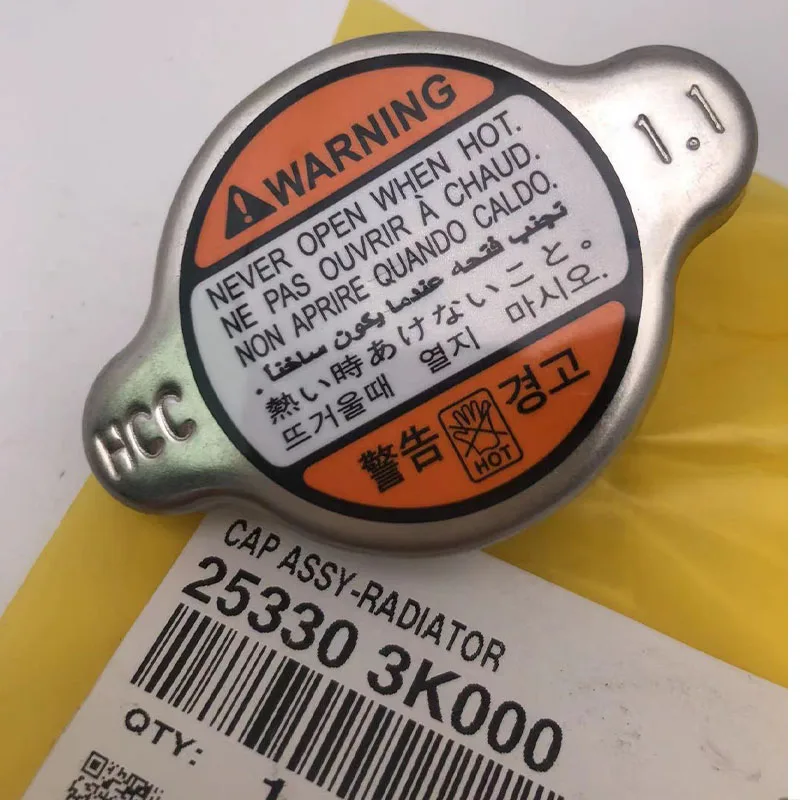 1.1
WARNING
NEVER OPEN WHEN HOT.
NE PAS OUVRIR À CHAUD.
NON APRIRE QUANDO CALDO.
تجنب فتحه عندما يكون ساخنا.
熱い時あけないこと。
뜨거울때 열지 마시오.
警告 HOT 경고
HCC
CAP ASSY-RADIATOR
25330 3K000
QTY: 1